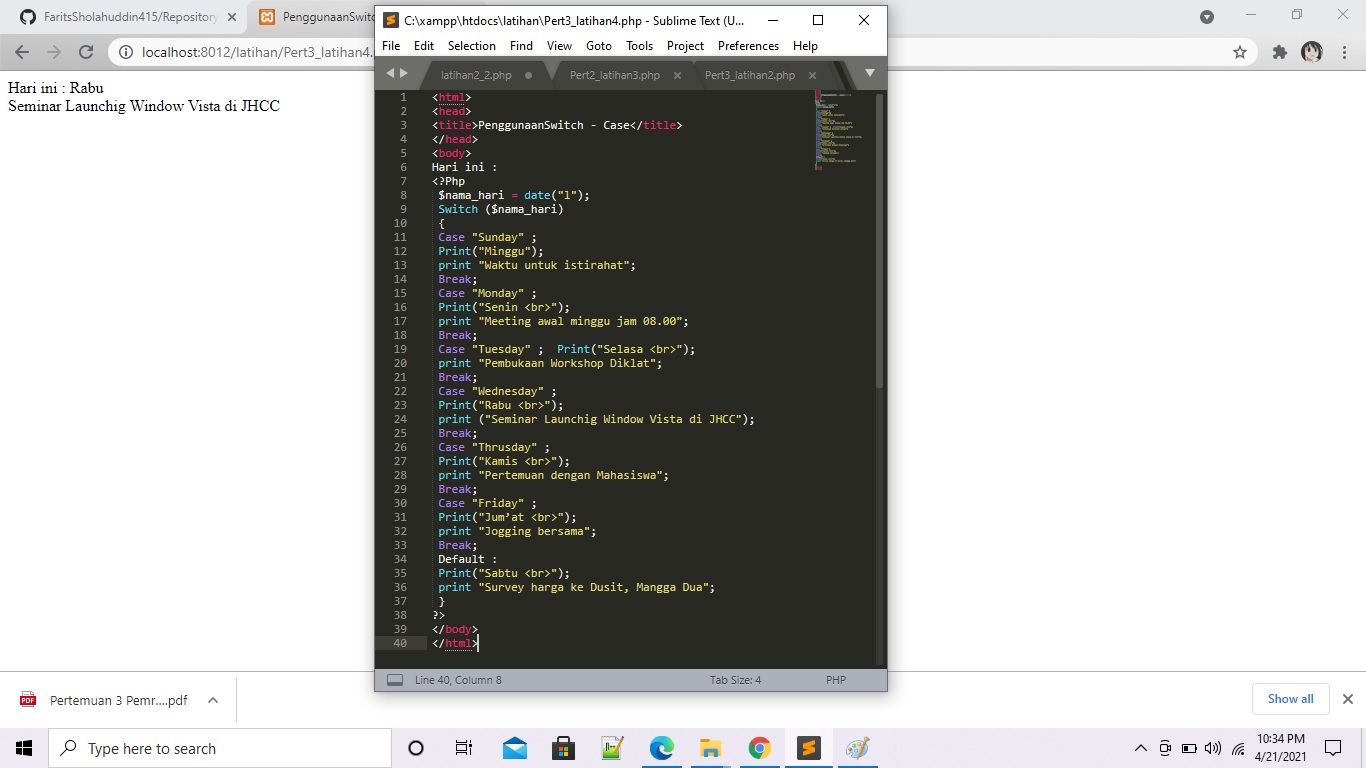 FaritsSholahuddin415/Repository
PenggunaanSwitc
localhost:8012/latihan/Pert3_latihan4.
Hari ini : Rabu
Seminar Launchig Window Vista di JHCC
C:\xampp\htdocs\latihan\Pert3_latihan4.php - Sublime Text (U...
File Edit Selection Find View Goto Tools Project Preferences Help
latihan2_2.php Pert2_latihan3.php Pert3_latihan2.php
1 <html>
2 <head>
3 <title>PenggunaanSwitch - Case</title>
4 </head>
5 <body>
6 Hari ini :
7 <?Php
8 $nama_hari = date("l");
9 Switch ($nama_hari)
10 {
11 Case "Sunday" ;
12 Print("Minggu");
13 print "Waktu untuk istirahat";
14 Break;
15 Case "Monday" ;
16 Print("Senin <br>");
17 print "Meeting awal minggu jam 08.00";
18 Break;
19 Case "Tuesday" ;  Print("Selasa <br>");
20 print "Pembukaan Workshop Diklat";
21 Break;
22 Case "Wednesday" ;
23 Print("Rabu <br>");
24 print ("Seminar Launchig Window Vista di JHCC");
25 Break;
26 Case "Thrusday" ;
27 Print("Kamis <br>");
28 print "Pertemuan dengan Mahasiswa";
29 Break;
30 Case "Friday" ;
31 Print("Jum’at <br>");
32 print "Jogging bersama";
33 Break;
34 Default :
35 Print("Sabtu <br>");
36 print "Survey harga ke Dusit, Mangga Dua";
37 }
38 ?>
39 </body>
40 </html>
Line 40, Column 8 Tab Size: 4 PHP
Pertemuan 3 Pemr....pdf
Show all
Type here to search
10:34 PM
4/21/2021